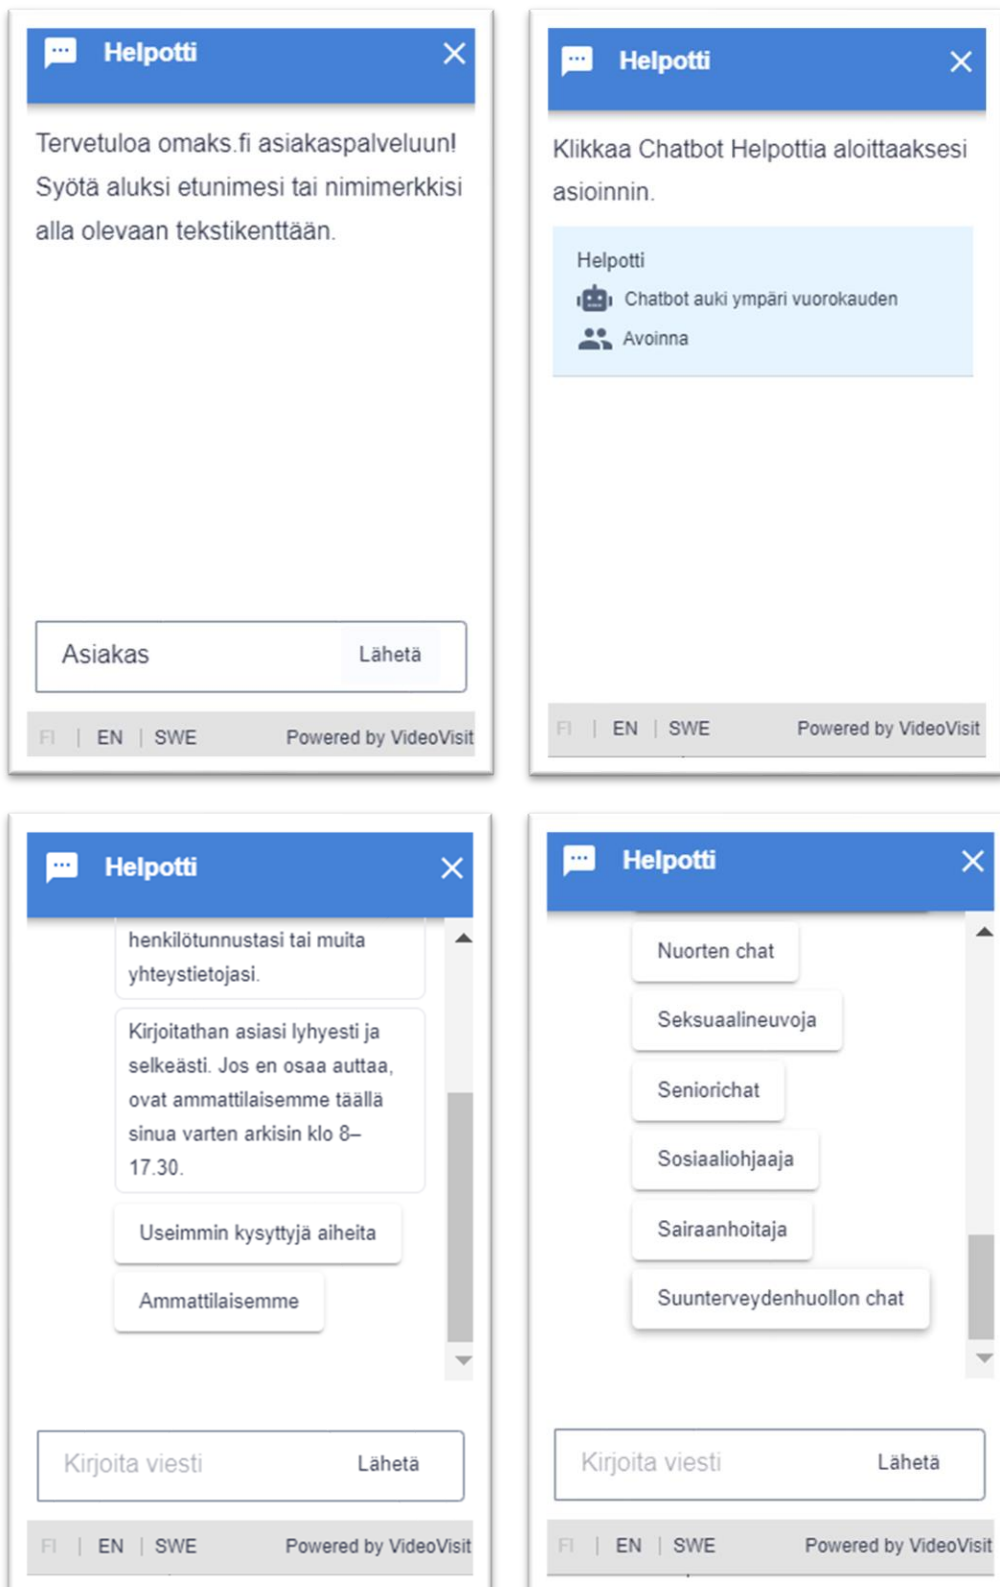 Helpotti
Tervetuloa omaks.fi asiakaspalveluun!
Syötä aluksi etunimesi tai nimimerkkisi
alla olevaan tekstikenttään.
Asiakas
Lähetä
FI | EN | SWE
Powered by VideoVisit
Helpotti
Klikkaa Chatbot Helpottia aloittaaksesi
asioinnin.
Helpotti
Chatbot auki ympäri vuorokauden
Avoinna
FI | EN | SWE
Powered by VideoVisit
Helpotti
henkilötunnustasi tai muita
yhteystietojasi.
Kirjoitathan asiasi lyhyesti ja
selkeästi. Jos en osaa auttaa,
ovat ammattilaisemme täällä
sinua varten arkisin klo 8–
17.30.
Useimmin kysyttyjä aiheita
Ammattilaisemme
Kirjoita viesti
Lähetä
FI | EN | SWE
Powered by VideoVisit
Helpotti
Nuorten chat
Seksuaalineuvoja
Seniorichat
Sosiaaliohjaaja
Sairaanhoitaja
Suunterveydenhuollon chat
Kirjoita viesti
Lähetä
FI | EN | SWE
Powered by VideoVisit